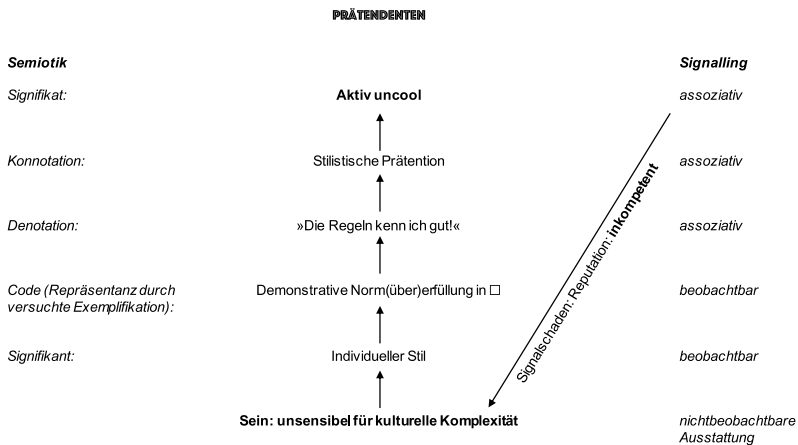 PRÄTENDENTEN
Semiotik
Signalling
Signifikat:
Aktiv uncool
assoziativ
Konnotation:
Stilistische Prätention
assoziativ
Denotation:
»Die Regeln kenn ich gut!«
assoziativ
Code (Repräsentanz durch
versuchte Exemplifikation):
Demonstrative Norm(über)erfüllung in □
beobachtbar
Signifikant:
Individueller Stil
beobachtbar
Signalschaden: Reputation: inkompetent
Sein: unsensibel für kulturelle Komplexität
nichtbeobachtbare
Ausstattung